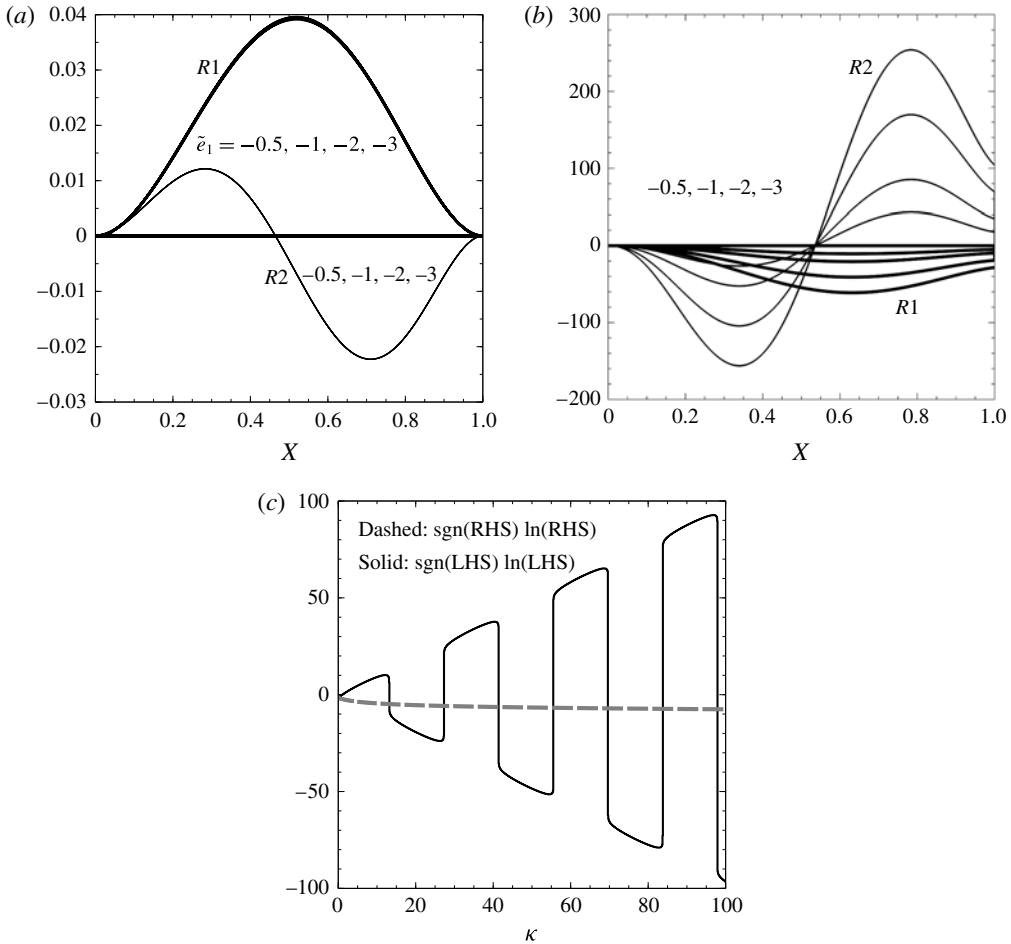 (a)
0.04
0.03
0.02
0.01
0
−0.01
−0.02
−0.03
R1
ẽ₁ = −0.5, −1, −2, −3
R2
−0.5, −1, −2, −3
0
0.2
0.4
0.6
0.8
1.0
X
(b)
300
200
100
0
−100
−200
R2
−0.5, −1, −2, −3
R1
0
0.2
0.4
0.6
0.8
1.0
X
(c)
100
50
0
−50
−100
Dashed: sgn(RHS) ln(RHS)
Solid: sgn(LHS) ln(LHS)
0
20
40
60
80
100
κ